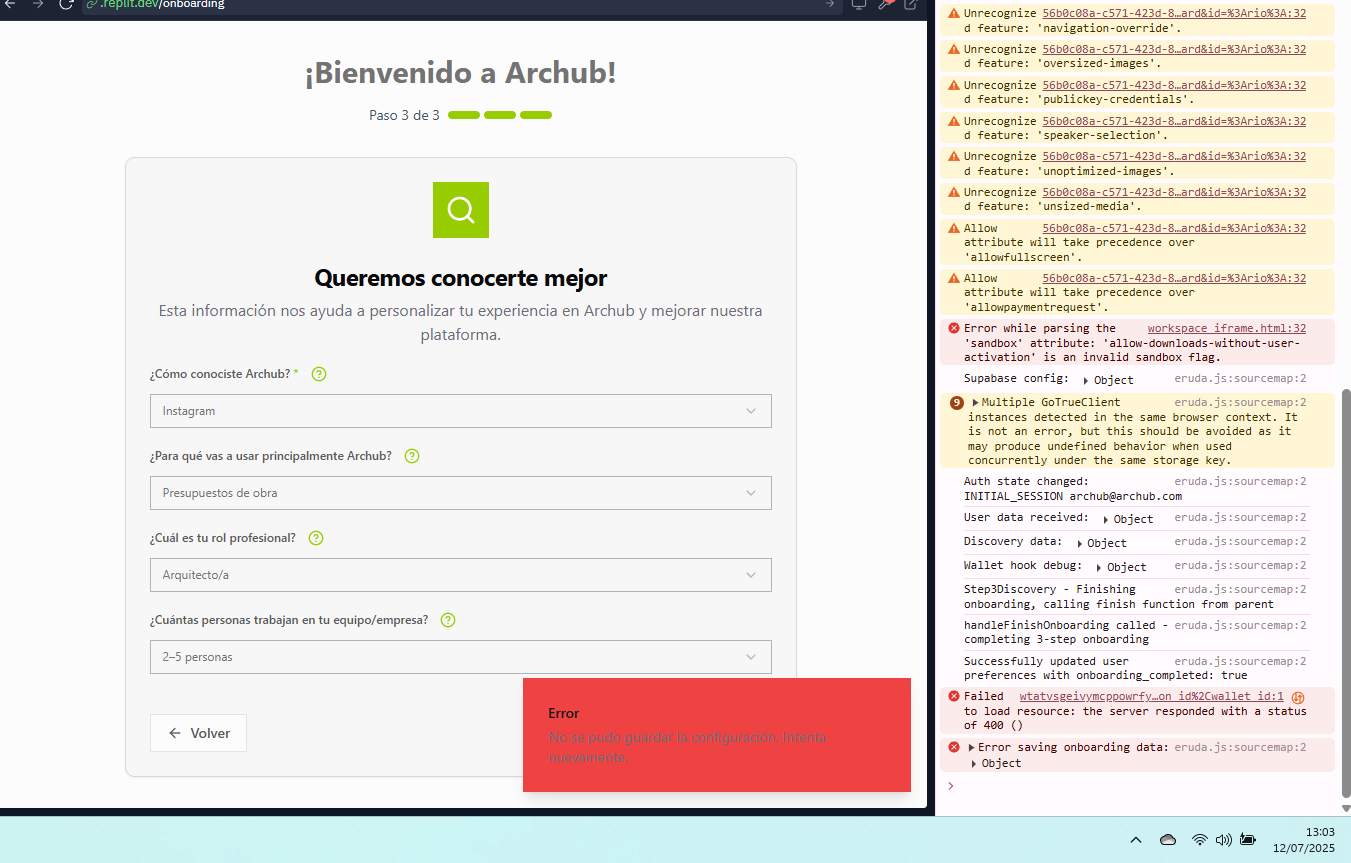 .replit.dev/onboarding
¡Bienvenido a Archub!
Paso 3 de 3
Queremos conocerte mejor
Esta información nos ayuda a personalizar tu experiencia en Archub y mejorar nuestra
plataforma.
¿Cómo conociste Archub? *
Instagram
¿Para qué vas a usar principalmente Archub?
Presupuestos de obra
¿Cuál es tu rol profesional?
Arquitecto/a
¿Cuántas personas trabajan en tu equipo/empresa?
2–5 personas
Volver
Error
No se pudo guardar la configuración. Intenta
nuevamente.
Unrecognize 56b0c08a-c571-423d-8…ard&id=%3Ario%3A:32
d feature: 'navigation-override'.
Unrecognize 56b0c08a-c571-423d-8…ard&id=%3Ario%3A:32
d feature: 'oversized-images'.
Unrecognize 56b0c08a-c571-423d-8…ard&id=%3Ario%3A:32
d feature: 'publickey-credentials'.
Unrecognize 56b0c08a-c571-423d-8…ard&id=%3Ario%3A:32
d feature: 'speaker-selection'.
Unrecognize 56b0c08a-c571-423d-8…ard&id=%3Ario%3A:32
d feature: 'unoptimized-images'.
Unrecognize 56b0c08a-c571-423d-8…ard&id=%3Ario%3A:32
d feature: 'unsized-media'.
Allow 56b0c08a-c571-423d-8…ard&id=%3Ario%3A:32
attribute will take precedence over
'allowfullscreen'.
Allow 56b0c08a-c571-423d-8…ard&id=%3Ario%3A:32
attribute will take precedence over
'allowpaymentrequest'.
Error while parsing the workspace_iframe.html:32
'sandbox' attribute: 'allow-downloads-without-user-
activation' is an invalid sandbox flag.
Supabase config: Object eruda.js:sourcemap:2
9 Multiple GoTrueClient eruda.js:sourcemap:2
instances detected in the same browser context. It
is not an error, but this should be avoided as it
may produce undefined behavior when used
concurrently under the same storage key.
Auth state changed: eruda.js:sourcemap:2
INITIAL_SESSION archub@archub.com
User data received: Object eruda.js:sourcemap:2
Discovery data: Object eruda.js:sourcemap:2
Wallet hook debug: Object eruda.js:sourcemap:2
Step3Discovery - Finishing eruda.js:sourcemap:2
onboarding, calling finish function from parent
handleFinishOnboarding called - eruda.js:sourcemap:2
completing 3-step onboarding
Successfully updated user eruda.js:sourcemap:2
preferences with onboarding_completed: true
Failed wtatvsgeivymcppowrfy…on_id%2Cwallet_id:1
to load resource: the server responded with a status
of 400 ()
Error saving onboarding data: eruda.js:sourcemap:2
Object
13:03
12/07/2025